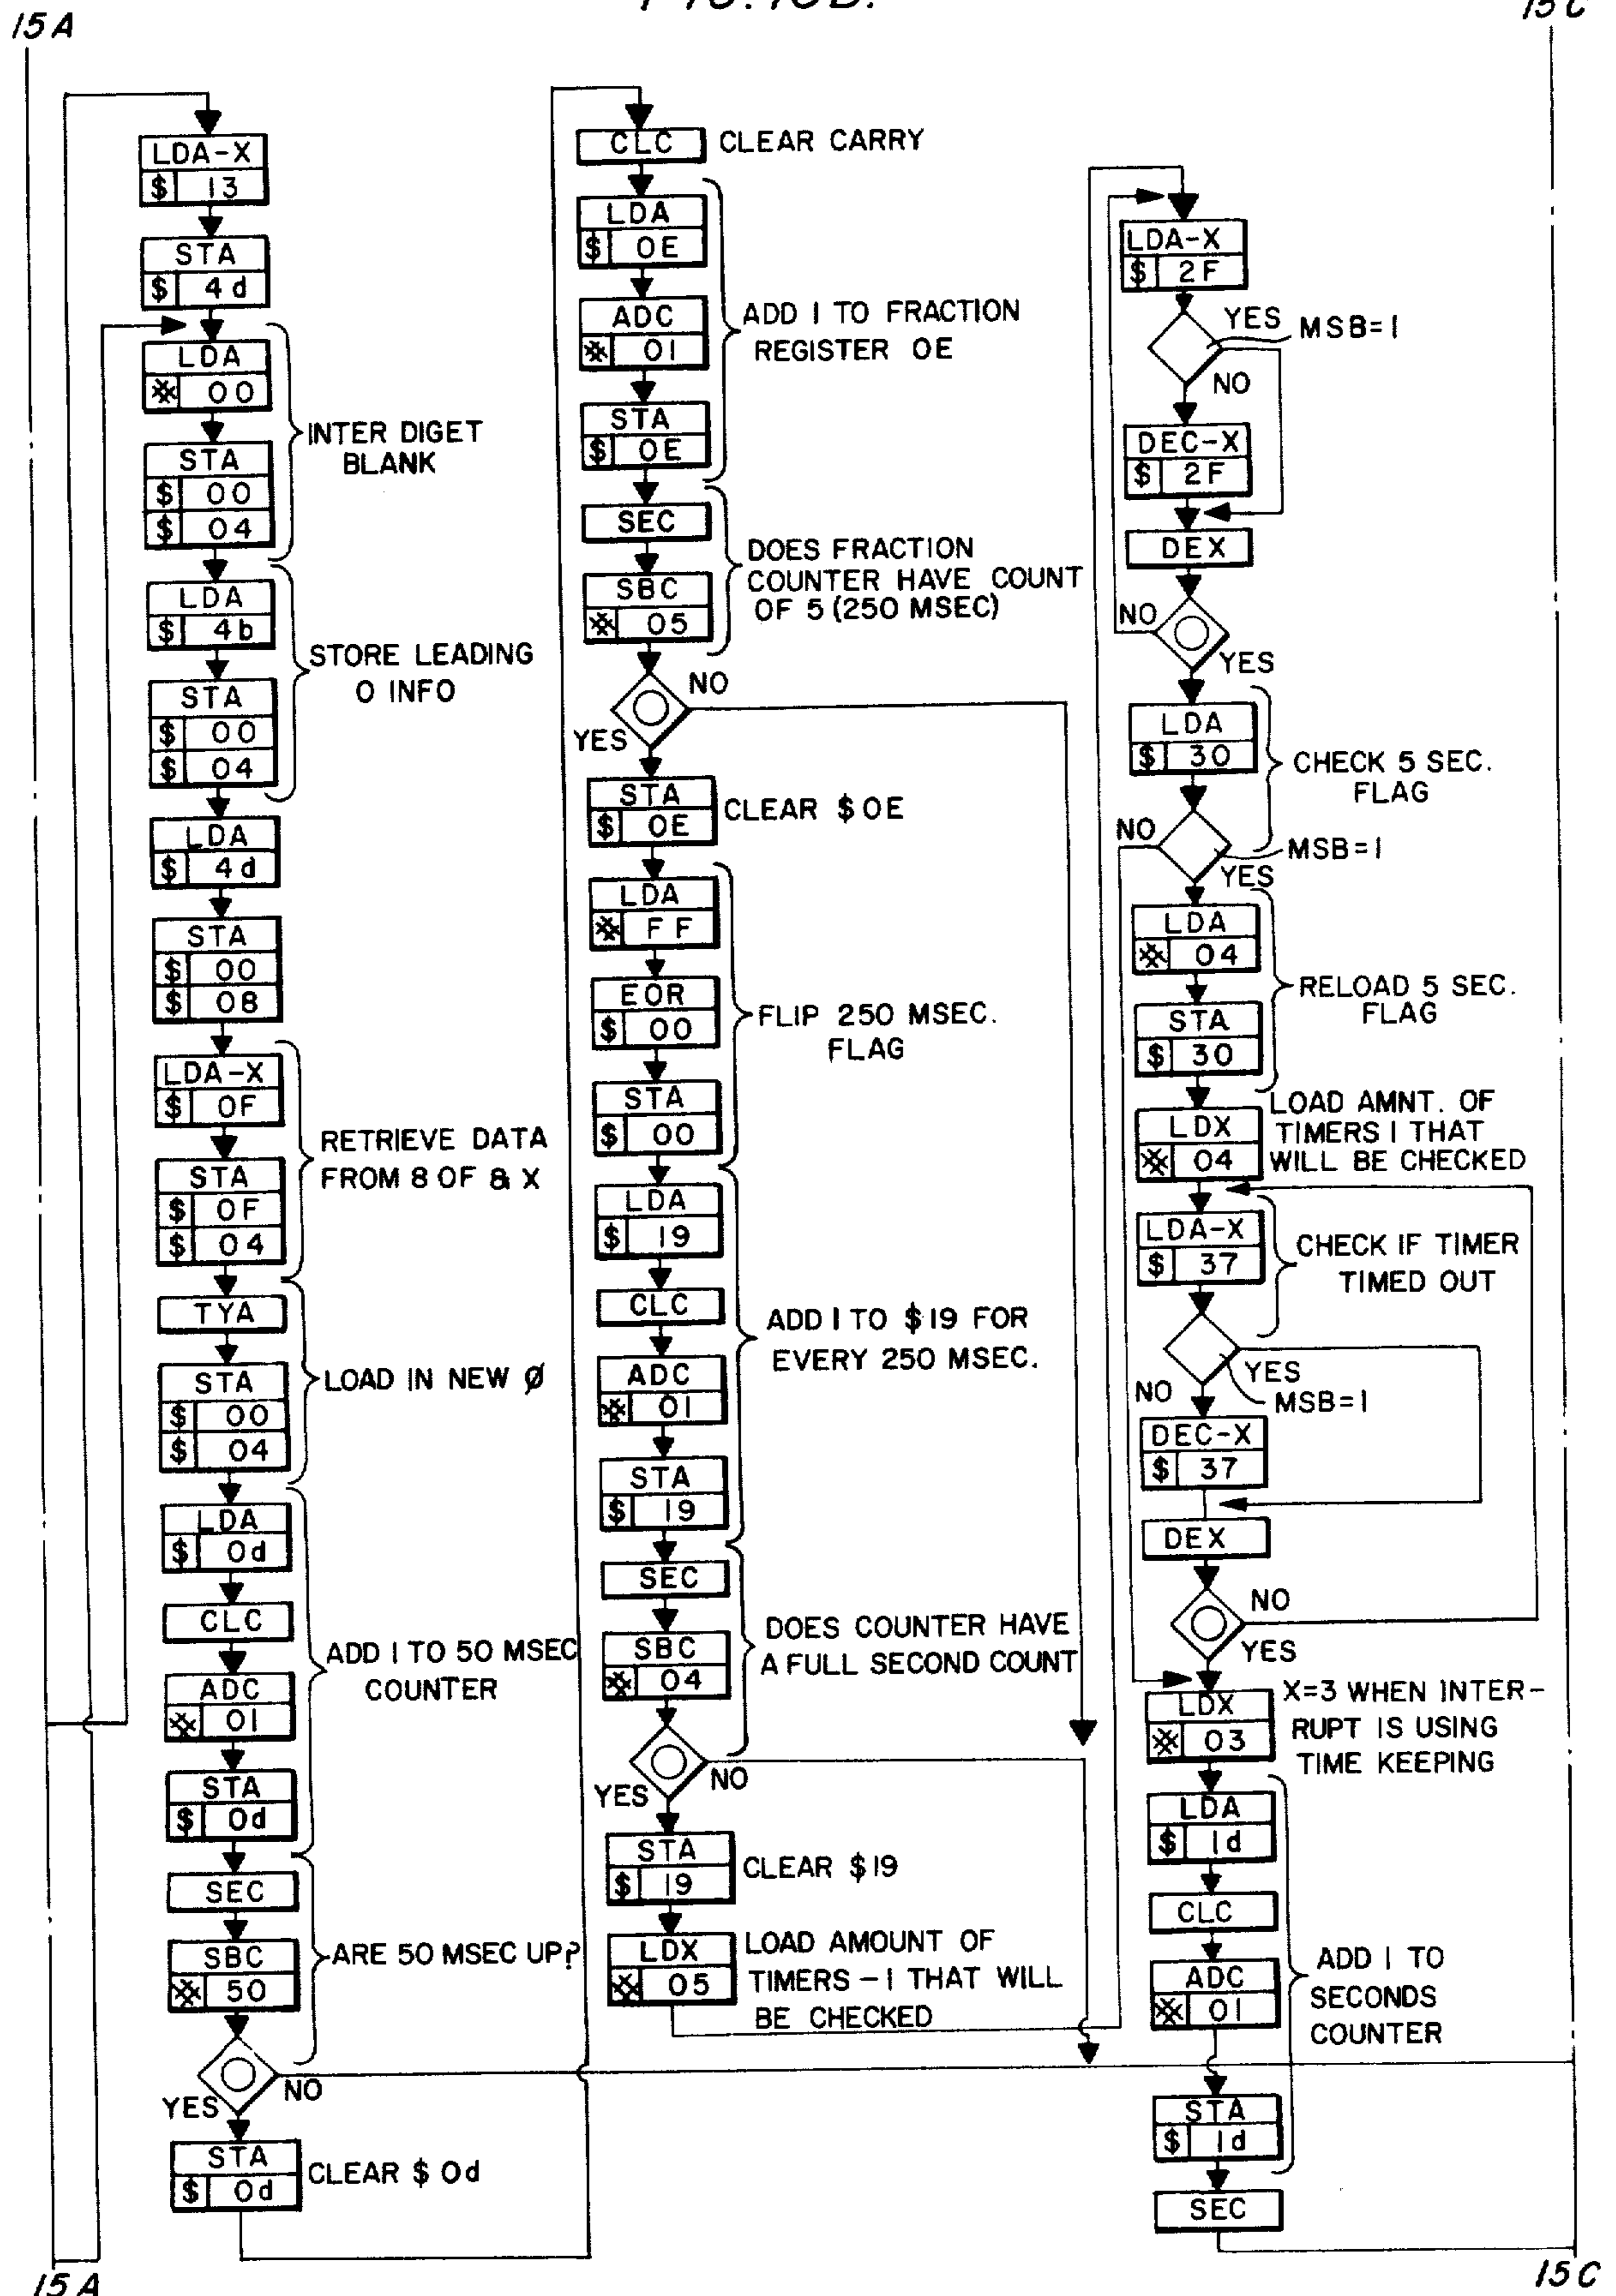 15A
15C
LDA-X
$ 13
STA
$ 4d
LDA
※ 00
STA
$ 00
$ 04
INTER DIGET
BLANK
LDA
$ 4b
STA
$ 00
$ 04
STORE LEADING
0 INFO
LDA
$ 4d
STA
$ 00
$ 08
LDA-X
$ 0F
STA
$ 0F
$ 04
RETRIEVE DATA
FROM 8 OF & X
TYA
STA
$ 00
$ 04
LOAD IN NEW Ø
LDA
$ 0d
CLC
ADC
※ 01
STA
$ 0d
ADD 1 TO 50 MSEC
COUNTER
SEC
SBC
※ 50
ARE 50 MSEC UP?
YES
NO
STA
$ 0d
CLEAR $ 0d
CLC
CLEAR CARRY
LDA
$ 0E
ADC
※ 01
STA
$ 0E
ADD 1 TO FRACTION
REGISTER 0E
SEC
SBC
※ 05
DOES FRACTION
COUNTER HAVE COUNT
OF 5 (250 MSEC)
NO
YES
STA
$ 0E
CLEAR $ 0E
LDA
※ FF
EOR
$ 00
STA
$ 00
FLIP 250 MSEC.
FLAG
LDA
$ 19
CLC
ADC
※ 01
STA
$ 19
ADD 1 TO $19 FOR
EVERY 250 MSEC.
SEC
SBC
※ 04
DOES COUNTER HAVE
A FULL SECOND COUNT
YES
NO
STA
$ 19
CLEAR $19
LDX
※ 05
LOAD AMOUNT OF
TIMERS - 1 THAT WILL
BE CHECKED
LDA-X
$ 2F
YES MSB=1
NO
DEC-X
$ 2F
DEX
NO
YES
LDA
$ 30
CHECK 5 SEC.
FLAG
NO
MSB=1
YES
LDA
※ 04
STA
$ 30
RELOAD 5 SEC.
FLAG
LDX
※ 04
LOAD AMNT. OF
TIMERS 1 THAT
WILL BE CHECKED
LDA-X
$ 37
CHECK IF TIMER
TIMED OUT
YES
MSB=1
NO
DEC-X
$ 37
DEX
NO
YES
LDX
※ 03
X=3 WHEN INTER-
RUPT IS USING
TIME KEEPING
LDA
$ 1d
CLC
ADC
※ 01
STA
$ 1d
ADD 1 TO
SECONDS
COUNTER
SEC
15A
15C